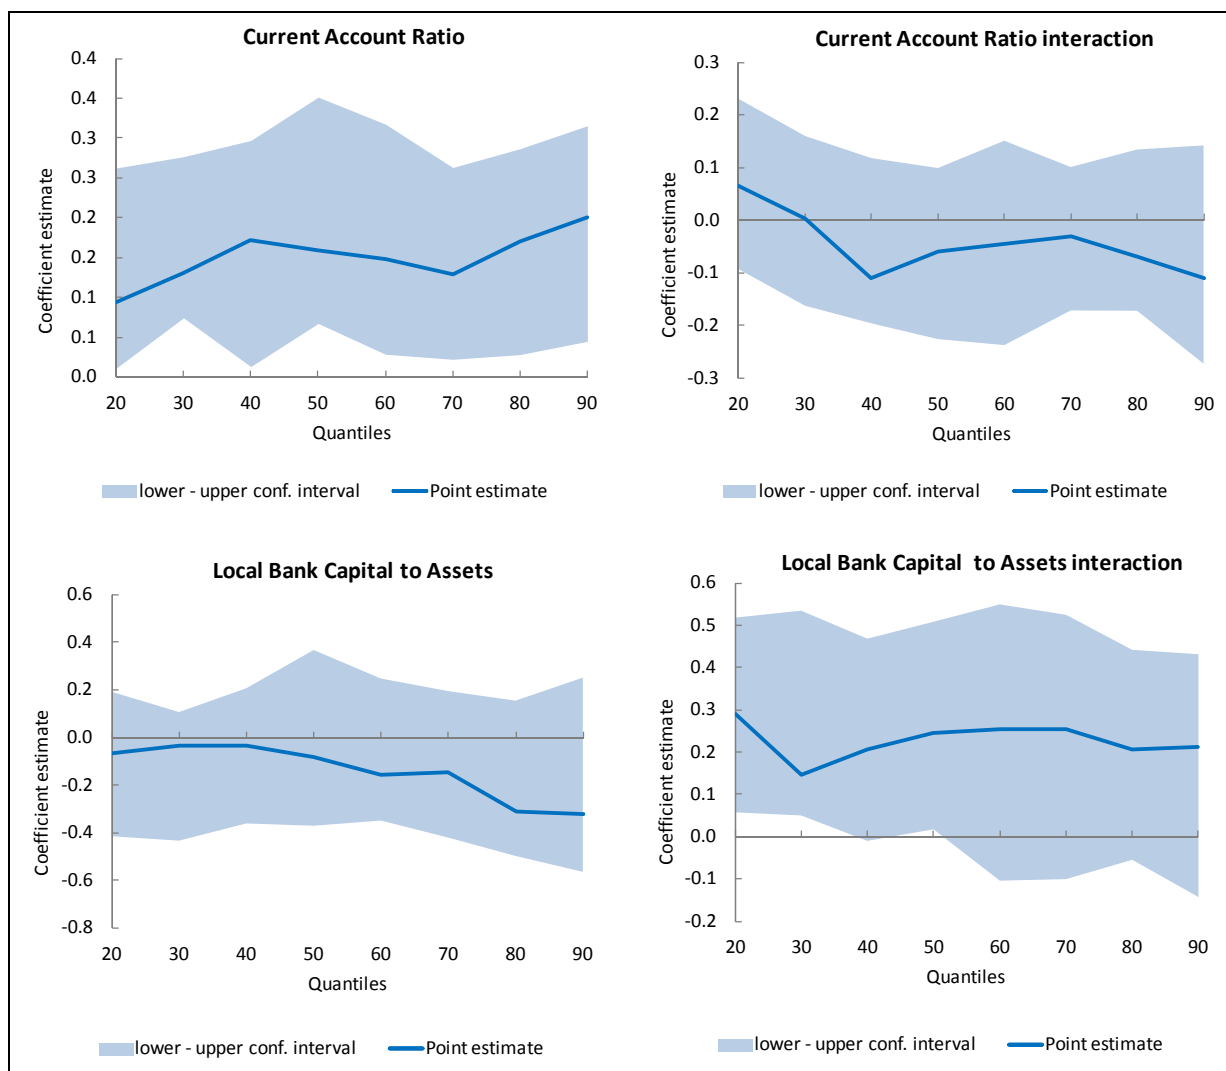 Current Account Ratio
0.4
0.4
0.3
0.3
0.2
0.2
0.1
0.1
0.0
Coefficient estimate
20 30 40 50 60 70 80 90
Quantiles
lower - upper conf. interval Point estimate
Current Account Ratio interaction
0.3
0.2
0.1
0.0
-0.1
-0.2
-0.3
Coefficient estimate
20 30 40 50 60 70 80 90
Quantiles
lower - upper conf. interval Point estimate
Local Bank Capital to Assets
0.6
0.4
0.2
0.0
-0.2
-0.4
-0.6
-0.8
Coefficient estimate
20 30 40 50 60 70 80 90
Quantiles
lower - upper conf. interval Point estimate
Local Bank Capital to Assets interaction
0.6
0.5
0.4
0.3
0.2
0.1
0.0
-0.1
-0.2
Coefficient estimate
20 30 40 50 60 70 80 90
Quantiles
lower - upper conf. interval Point estimate